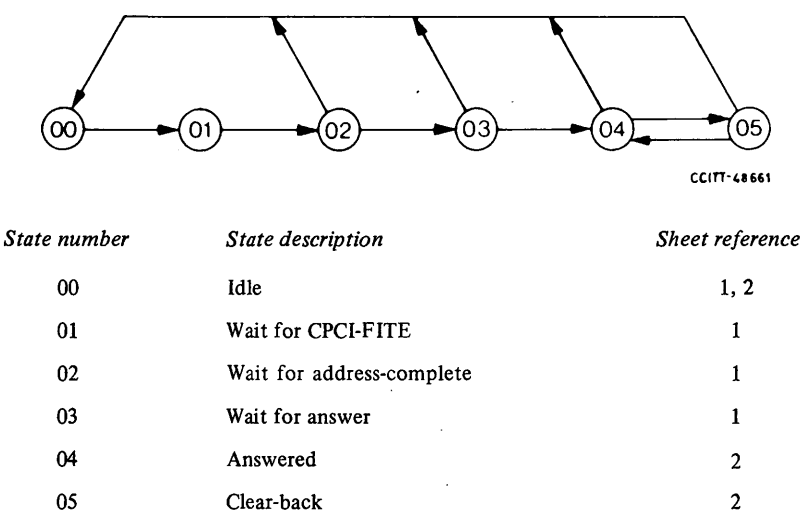 00 01 02 03 04 05
CCITT-48661
State number State description Sheet reference
00 Idle 1, 2
01 Wait for CPCI-FITE 1
02 Wait for address-complete 1
03 Wait for answer 1
04 Answered 2
05 Clear-back 2